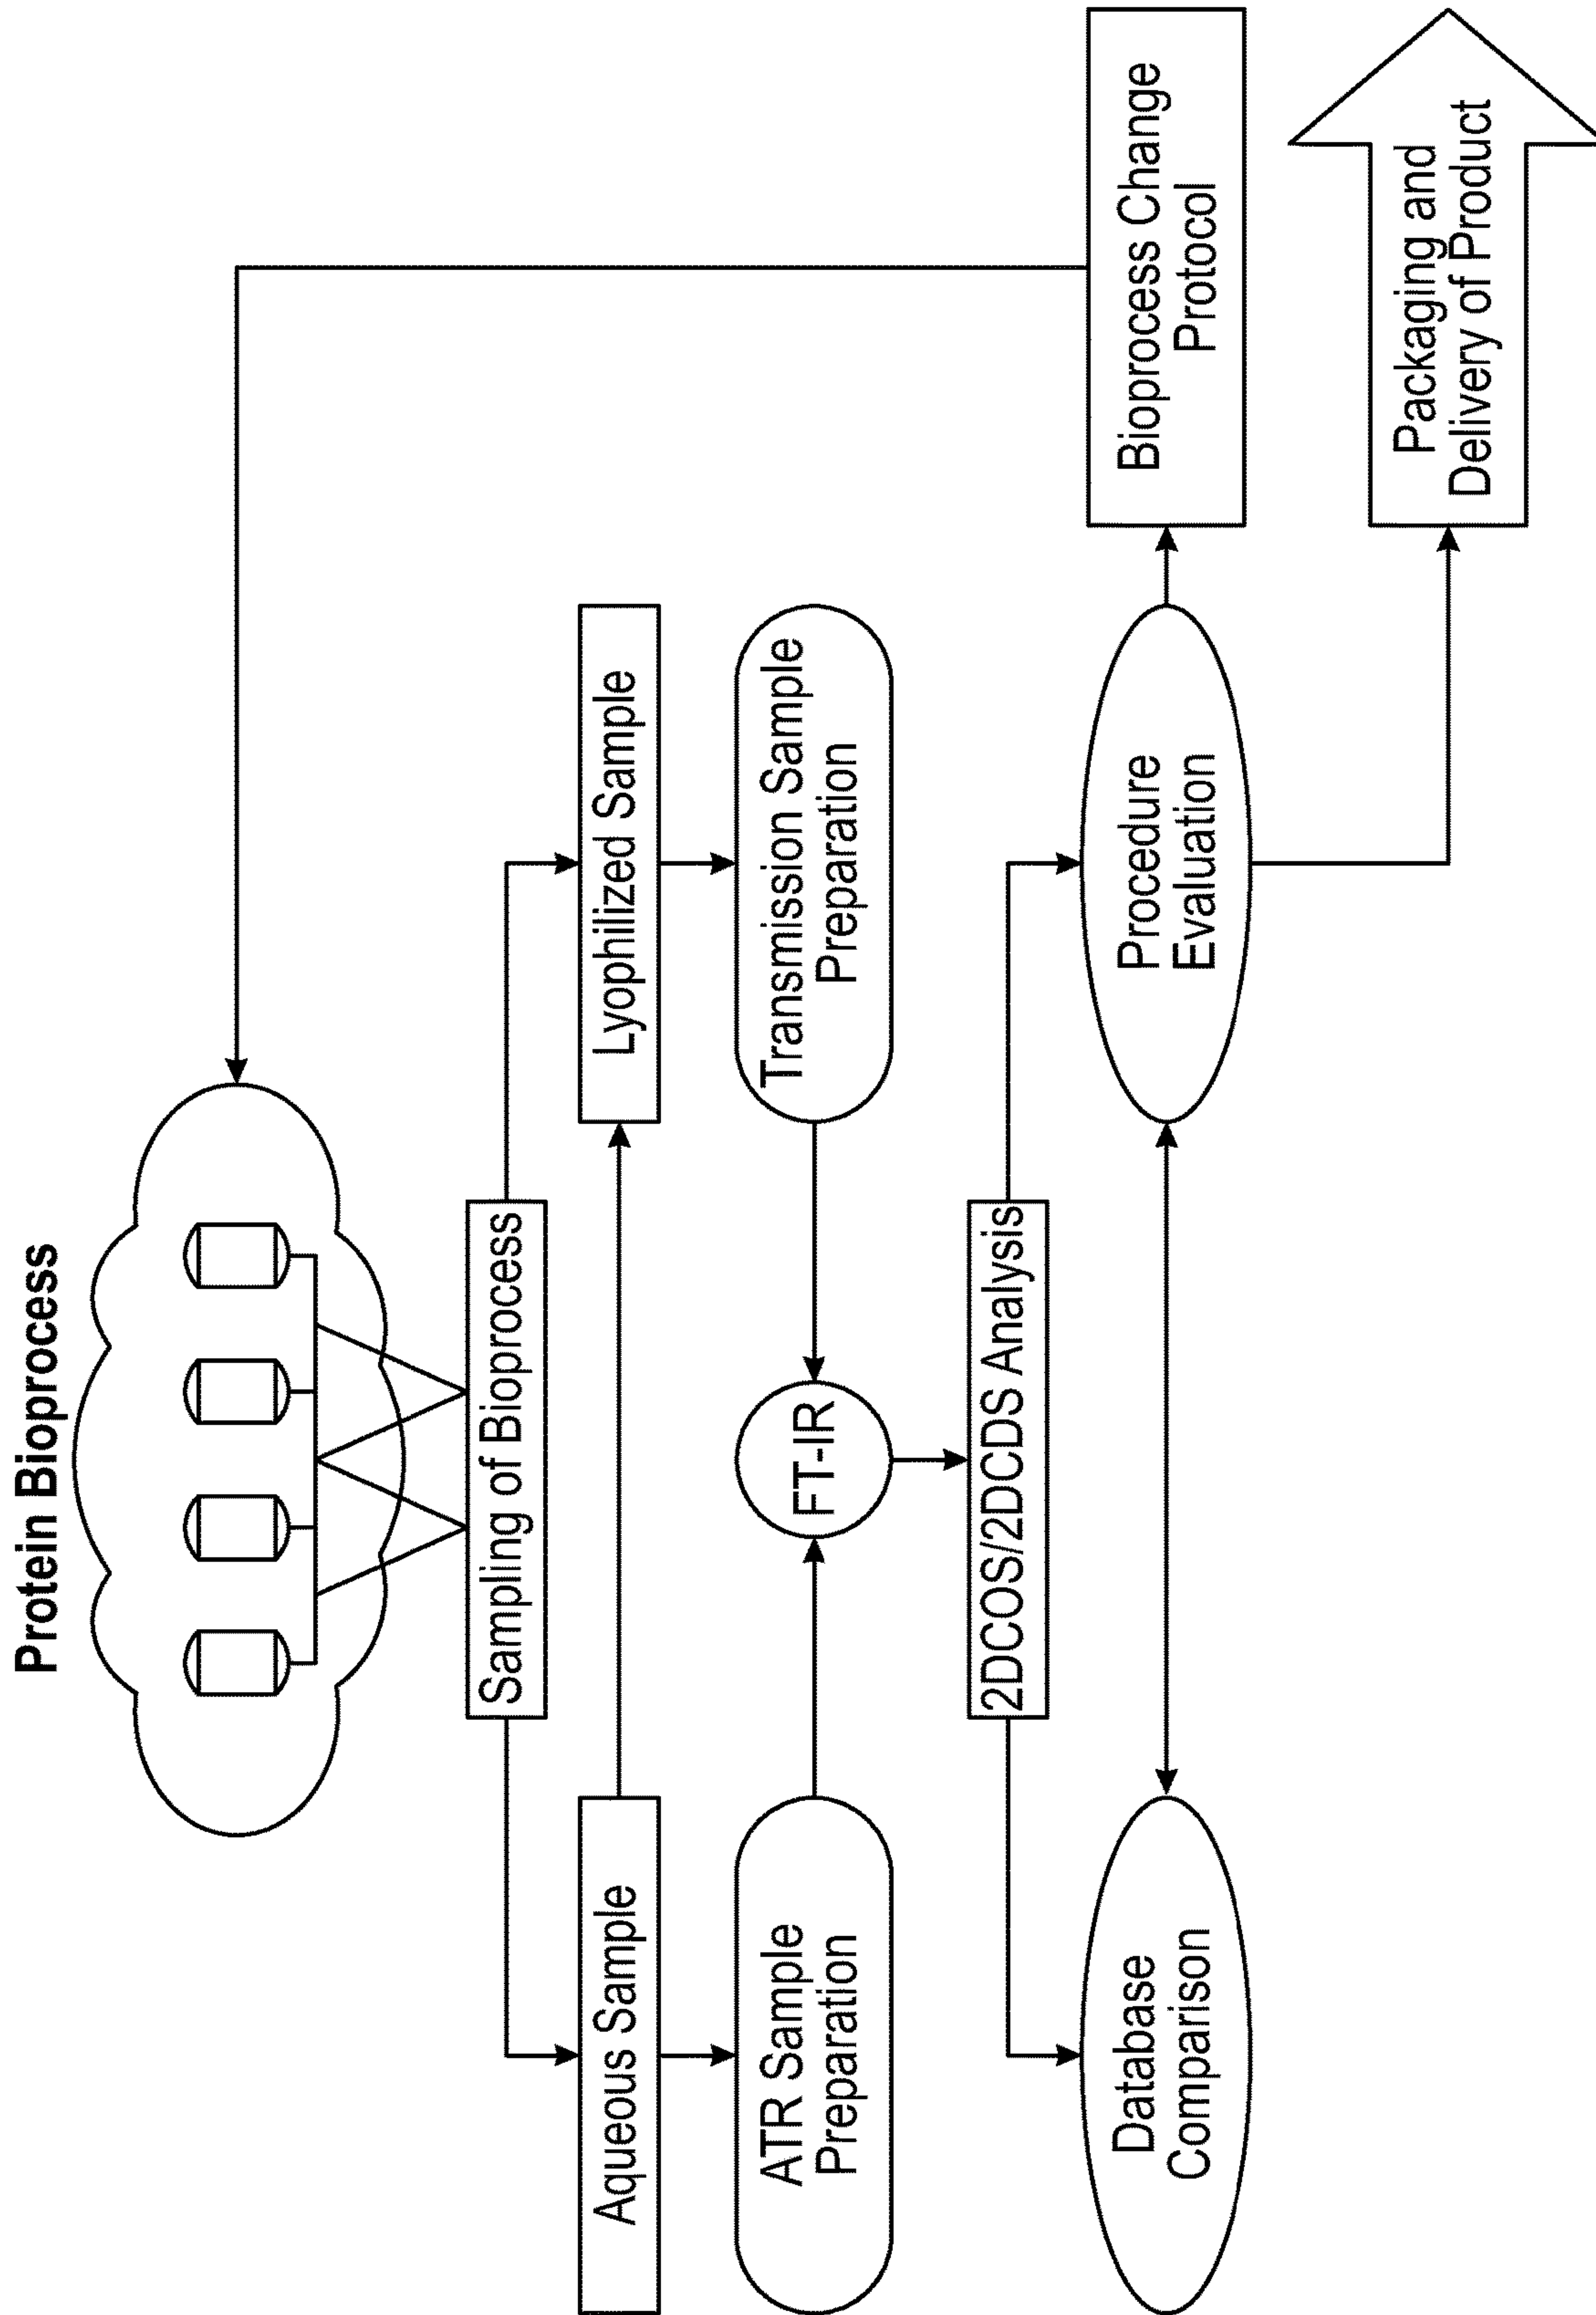 Protein Bioprocess
Sampling of Bioprocess
Aqueous Sample
Lyophilized Sample
ATR Sample
Preparation
FT-IR
Transmission Sample
Preparation
2DCOS/2DCDS Analysis
Database
Comparison
Procedure
Evaluation
Bioprocess Change
Protocol
Packaging and
Delivery of Product